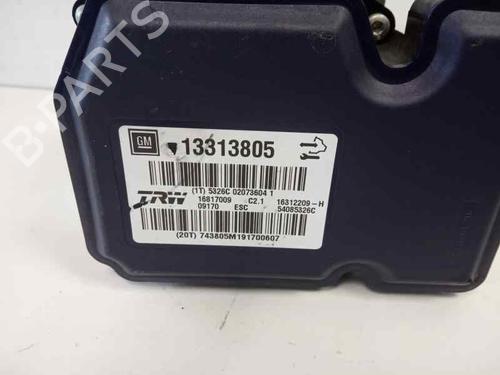 B-PARTS
GM 13313805
(1T) 5326C 02073604 1
TRW 16817009 C2.1 16312209-H
09170 ESC 54085326C
(20T) 743805M191700607